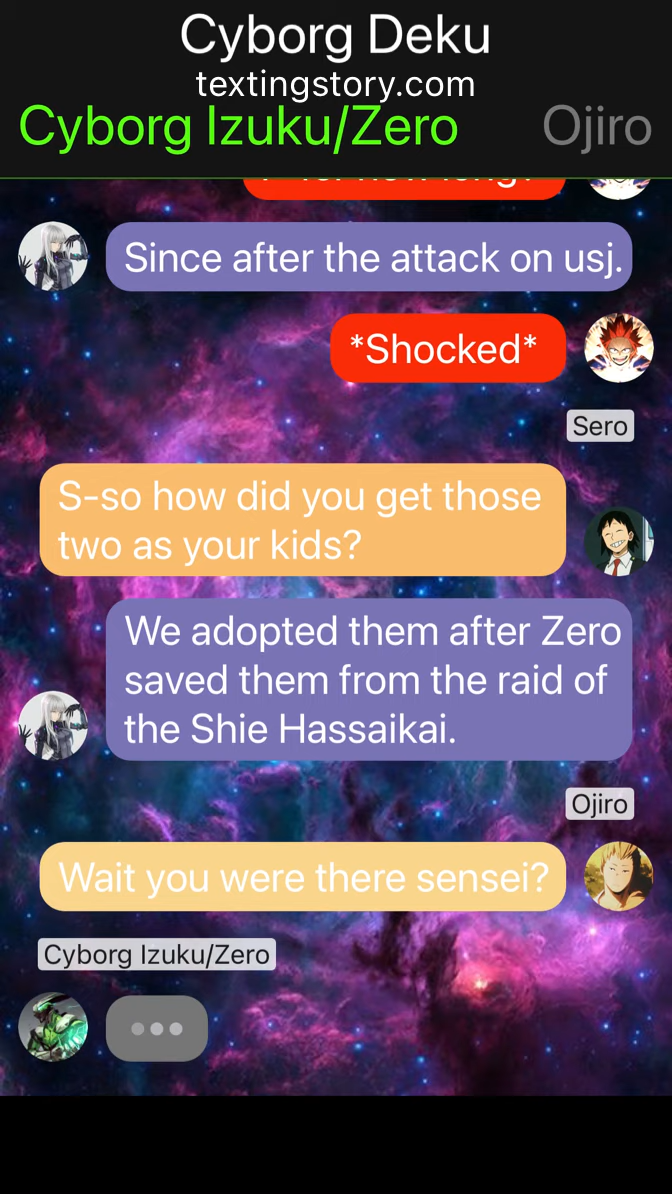 Cyborg Deku
textingstory.com
Cyborg Izuku/Zero
Ojiro
Since after the attack on usj.
*Shocked*
Sero
S-so how did you get those
two as your kids?
We adopted them after Zero
saved them from the raid of
the Shie Hassaikai.
Ojiro
Wait you were there sensei?
Cyborg Izuku/Zero